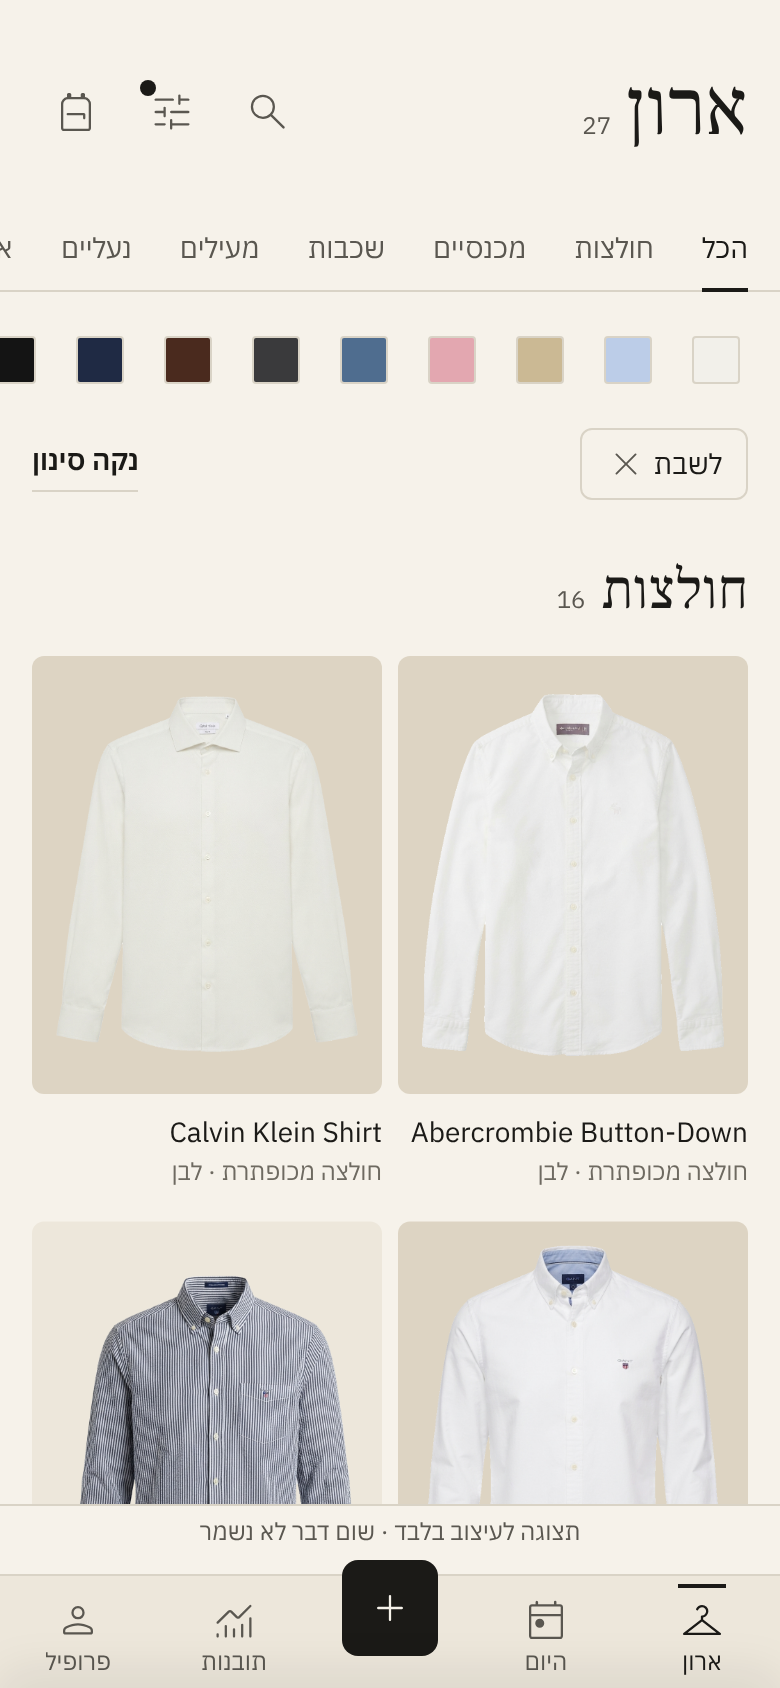 ארון 27
הכל חולצות מכנסיים שכבות מעילים נעליים א
לשבת
נקה סינון
חולצות 16
Abercrombie Button-Down
חולצה מכופתרת · לבן
Calvin Klein Shirt
חולצה מכופתרת · לבן
תצוגה לעיצוב בלבד · שום דבר לא נשמר
ארון היום תובנות פרופיל